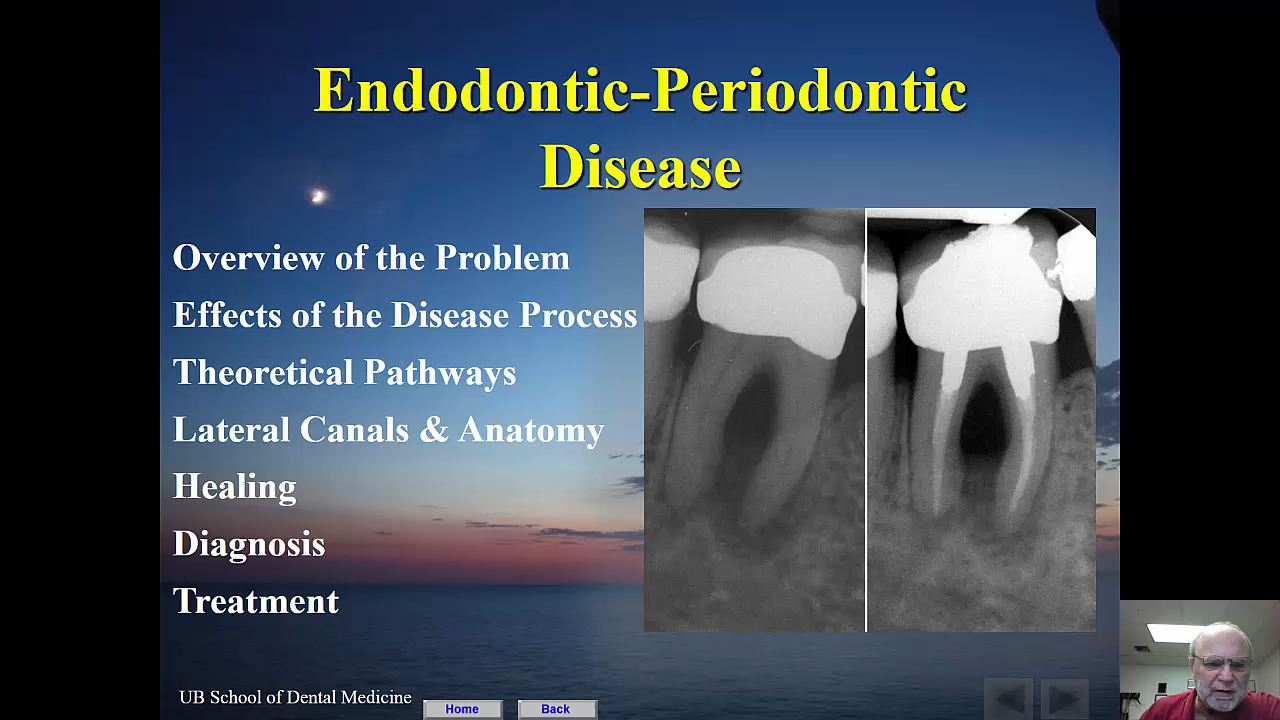 Endodontic-Periodontic
Disease
Overview of the Problem
Effects of the Disease Process
Theoretical Pathways
Lateral Canals & Anatomy
Healing
Diagnosis
Treatment
UB School of Dental Medicine
Home
Back